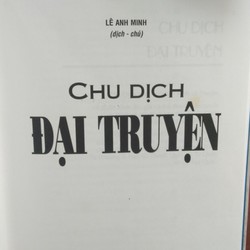 LÊ ANH MINH
(dịch - chú)
CHU DỊCH
ĐẠI TRUYỆN